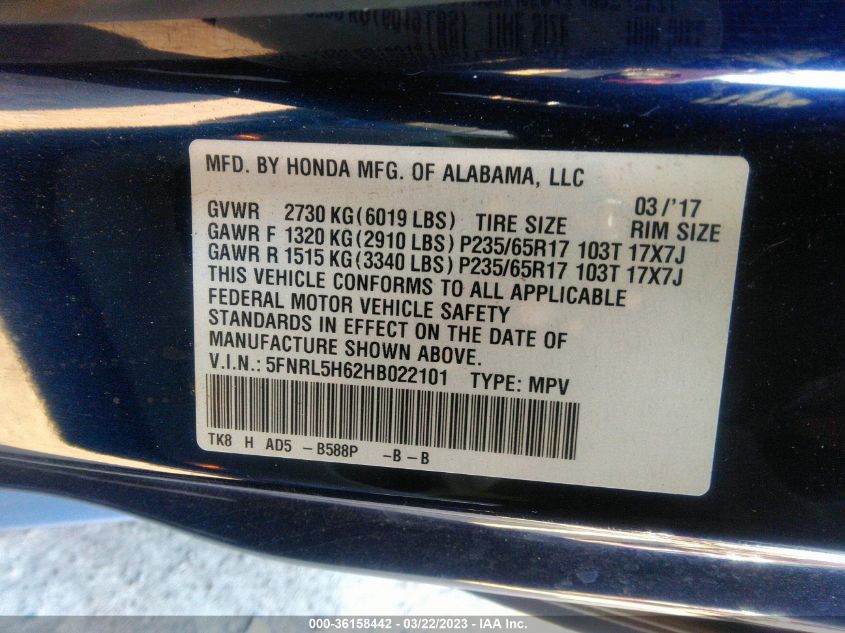 TIRE SIZE
MFD. BY HONDA MFG. OF ALABAMA, LLC
03/'17
GVWR 2730 KG(6019 LBS) TIRE SIZE RIM SIZE
GAWR F 1320 KG(2910 LBS) P235/65R17 103T 17X7J
GAWR R 1515 KG(3340 LBS) P235/65R17 103T 17X7J
THIS VEHICLE CONFORMS TO ALL APPLICABLE
FEDERAL MOTOR VEHICLE SAFETY
STANDARDS IN EFFECT ON THE DATE OF
MANUFACTURE SHOWN ABOVE.
V.I.N.: 5FNRL5H62HB022101 TYPE: MPV
TK8 H AD5 -B588P -B-B
000-36158442 - 03/22/2023 - IAA Inc.